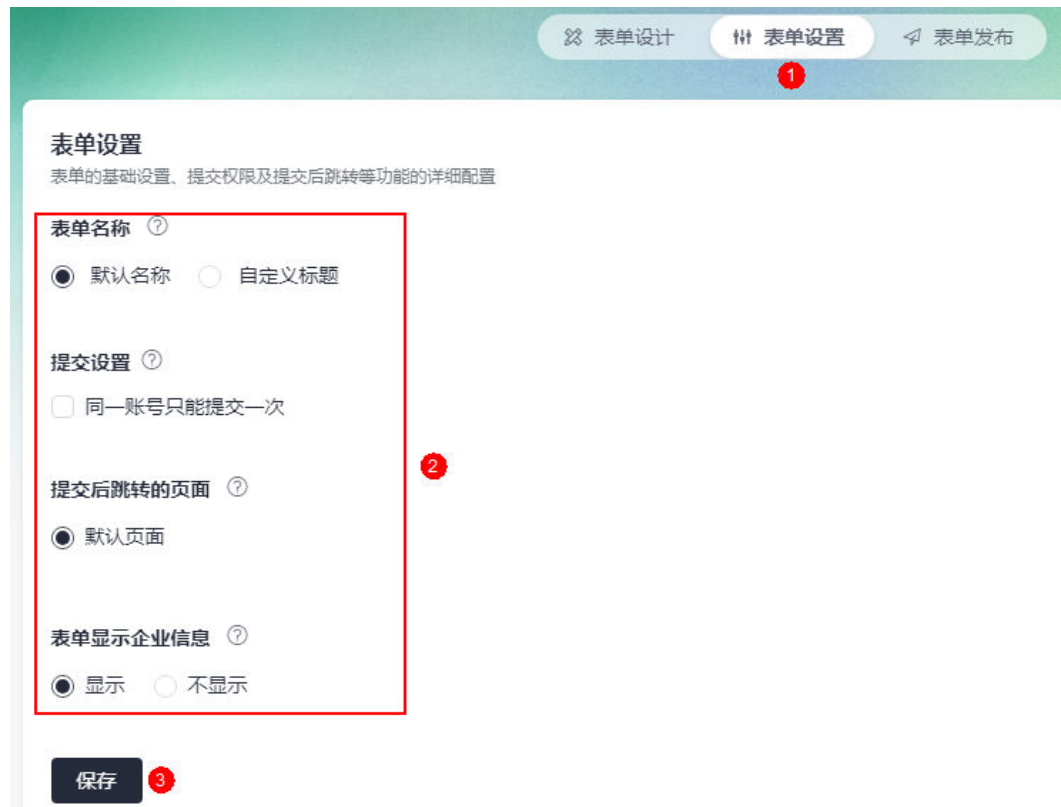 表单设计 表单设置 表单发布
1
表单设置
表单的基础设置、提交权限及提交后跳转等功能的详细配置
表单名称 ?
默认名称 自定义标题
提交设置 ?
同一账号只能提交一次
2
提交后跳转的页面 ?
默认页面
表单显示企业信息 ?
显示 不显示
保存 3